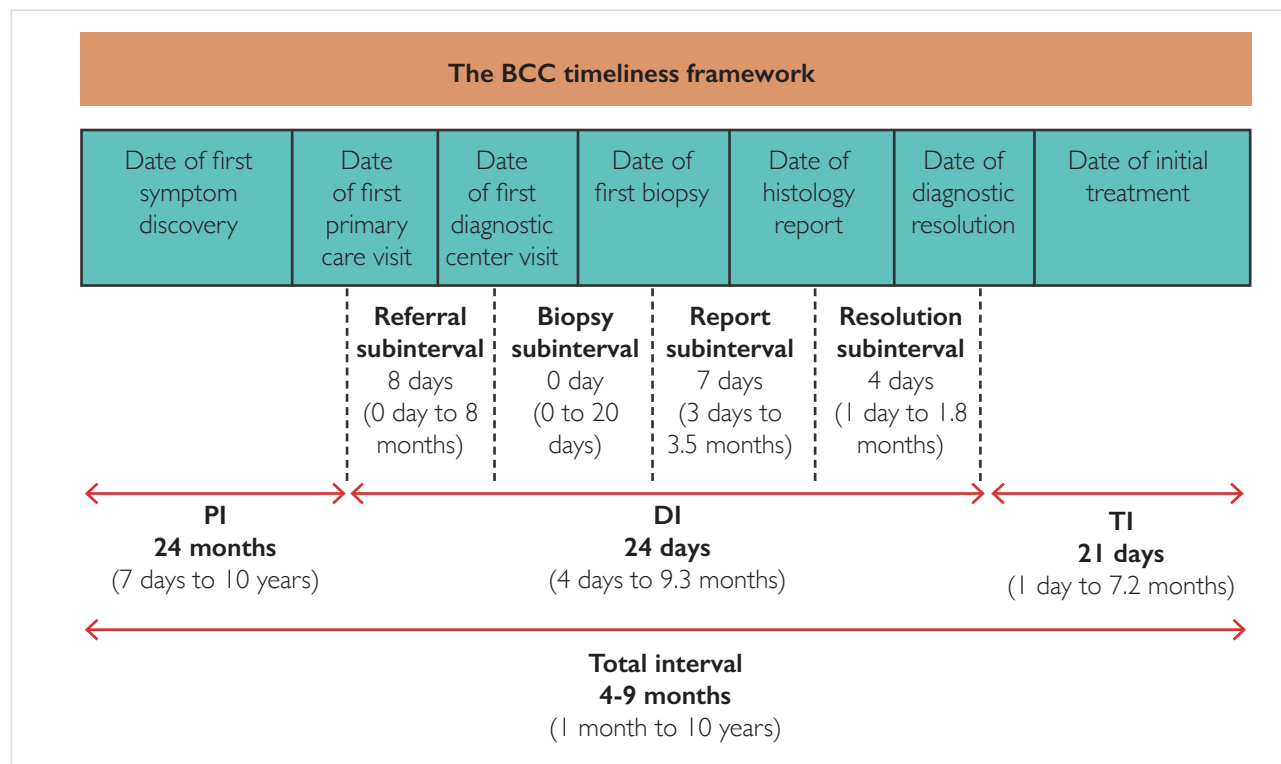 The BCC timeliness framework
Date of first
symptom
discovery
Date
of first
primary
care visit
Date
of first
diagnostic
center visit
Date of
first biopsy
Date of
histology
report
Date of
diagnostic
resolution
Date of initial
treatment
Referral
subinterval
8 days
(0 day to 8
months)
Biopsy
subinterval
0 day
(0 to 20
days)
Report
subinterval
7 days
(3 days to
3.5 months)
Resolution
subinterval
4 days
(1 day to 1.8
months)
PI
24 months
(7 days to 10 years)
DI
24 days
(4 days to 9.3 months)
TI
21 days
(1 day to 7.2 months)
Total interval
4-9 months
(1 month to 10 years)